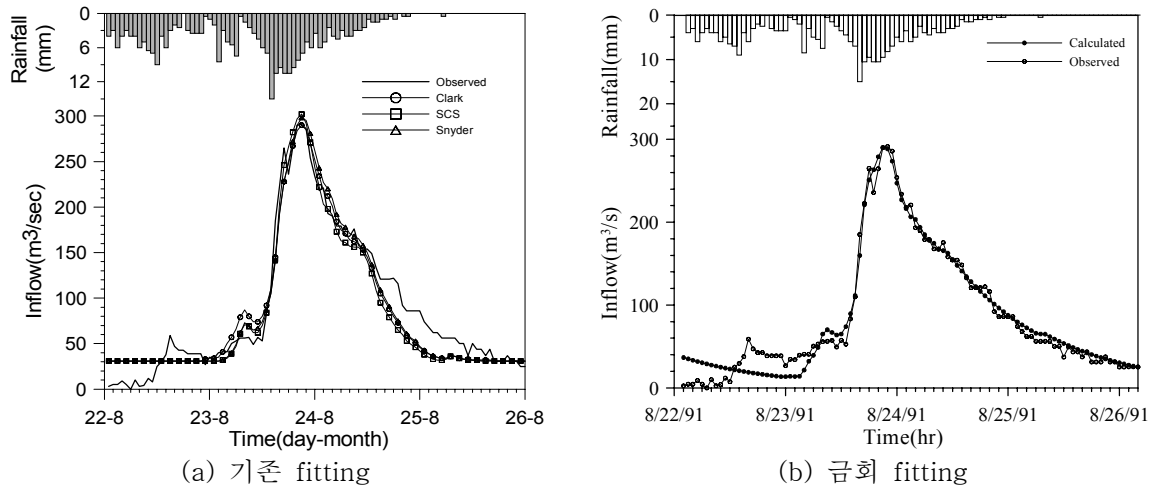 0
6
12
Rainfall
(mm)
Observed
Clark
SCS
Snyder
300
250
200
150
100
50
0
Inflow(m3/sec)
22-8 23-8 24-8 25-8 26-8
Time(day-month)
(a) 기존 fitting
0
10
20
Rainfall(mm)
Calculated
Observed
300
200
100
0
Inflow(m³/s)
8/22/91 8/23/91 8/24/91 8/25/91 8/26/91
Time(hr)
(b) 금회 fitting